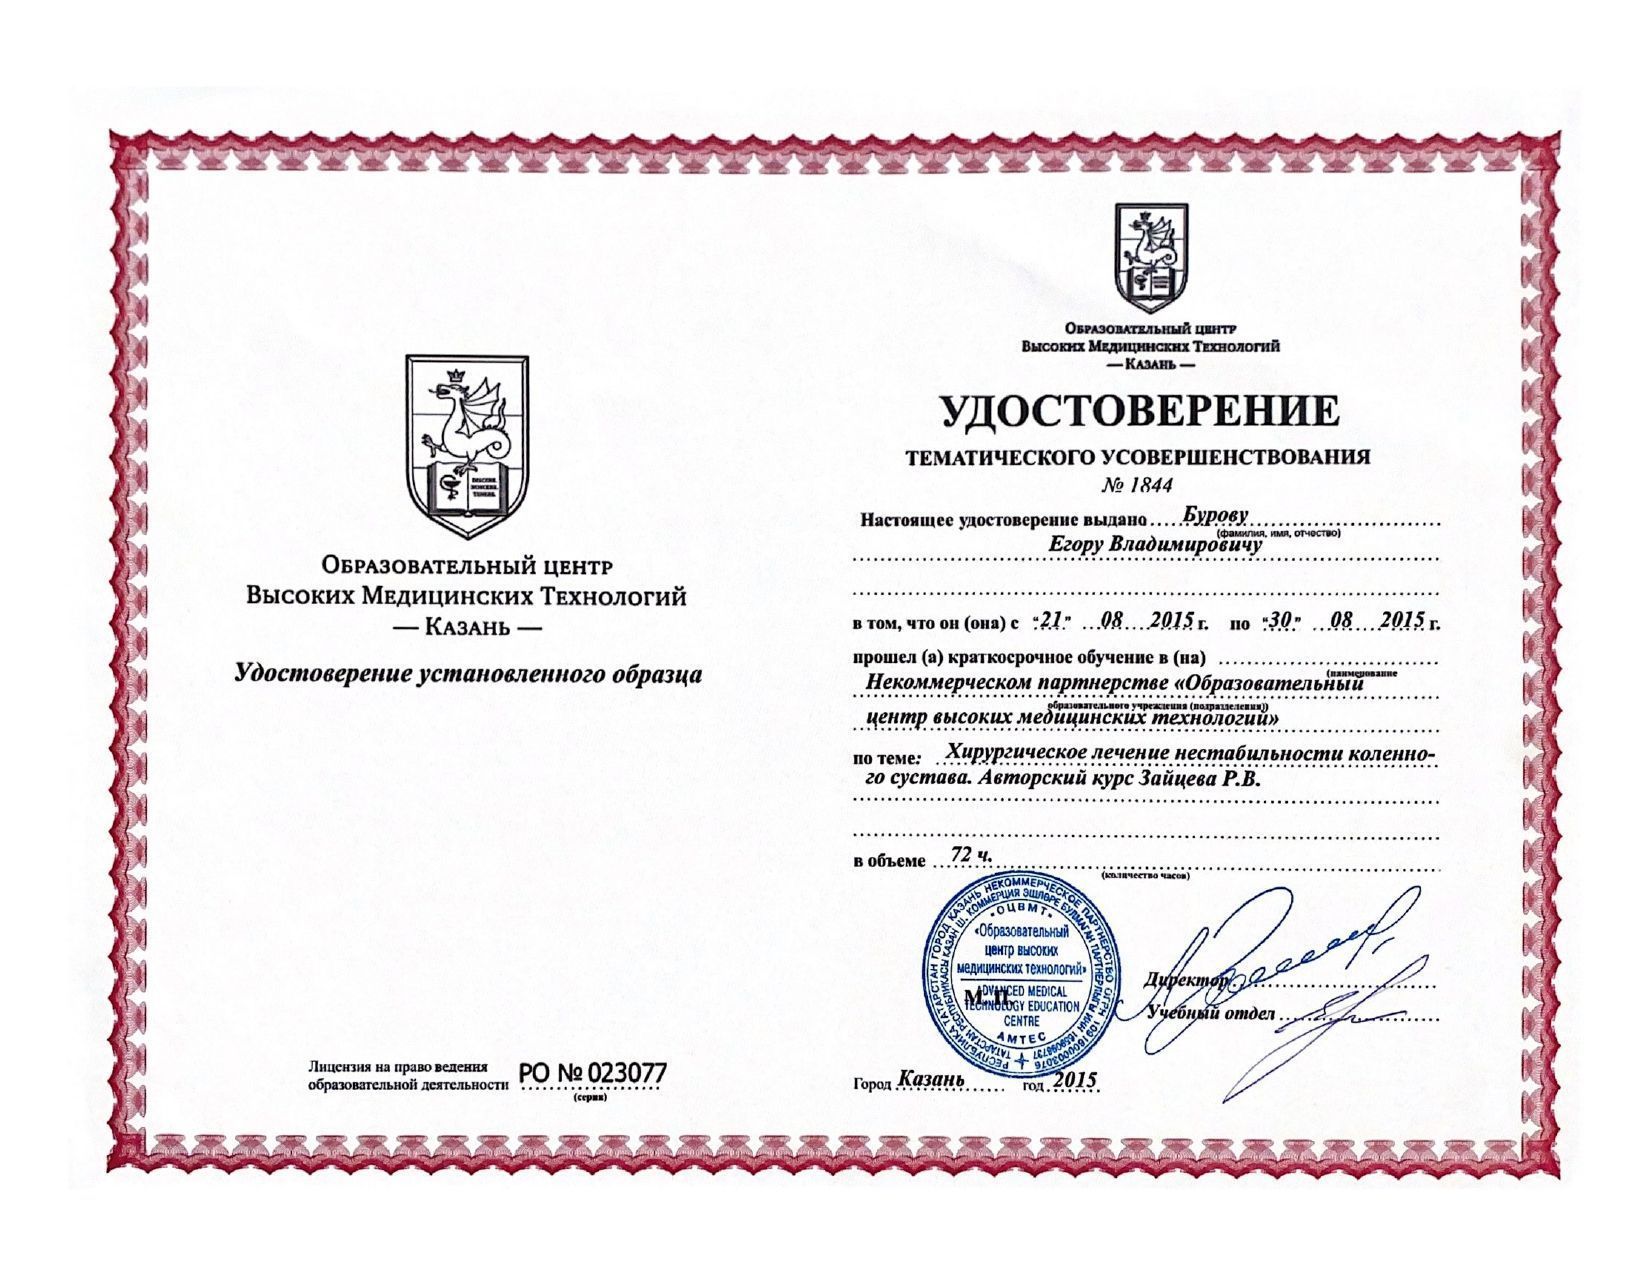 Образовательный центр
Высоких Медицинских Технологий
— Казань —
Удостоверение установленного образца
Лицензия на право ведения
образовательной деятельности РО № 023077
(серия)
Образовательный центр
Высоких Медицинских Технологий
— Казань —
УДОСТОВЕРЕНИЕ
ТЕМАТИЧЕСКОГО УСОВЕРШЕНСТВОВАНИЯ
№ 1844
Настоящее удостоверение выдано Бурову
(фамилия, имя, отчество)
Егору Владимировичу
в том, что он (она) с "21" 08 2015 г. по "30" 08 2015 г.
прошел (а) краткосрочное обучение в (на)
(наименование
Некоммерческом партнерстве «Образовательный
образовательного учреждения (подразделения))
центр высоких медицинских технологий»
по теме: Хирургическое лечение нестабильности коленно-
го сустава. Авторский курс Зайцева Р.В.
в объеме 72 ч.
(количество часов)
«Образовательный
центр высоких
медицинских технологий»
ADVANCED MEDICAL
TECHNOLOGY EDUCATION
CENTRE
АМТЕС
"ОЦВМТ"
М. П.
Директор
Учебный отдел
Город Казань год 2015